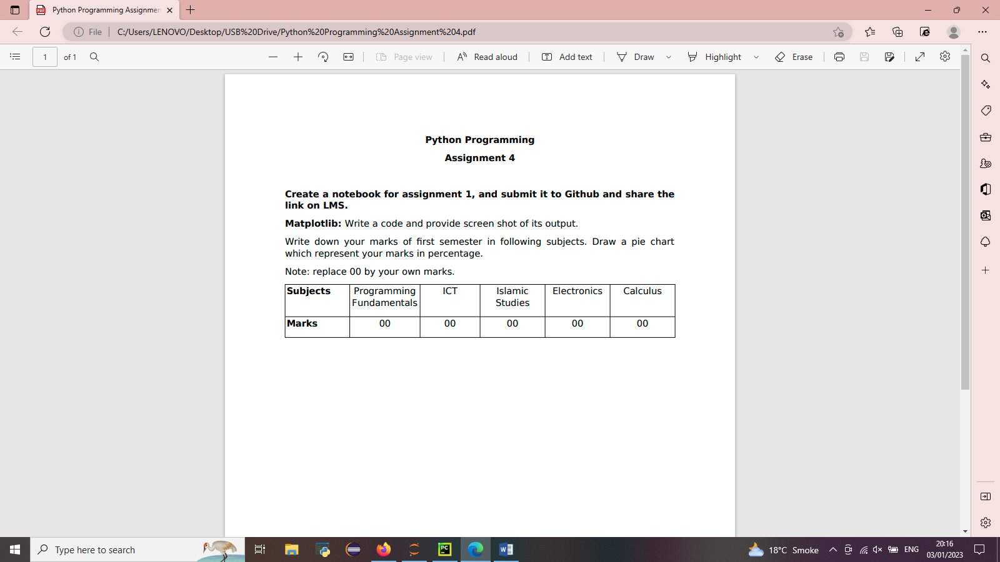 Python Programming Assignmen
File
C:/Users/LENOVO/Desktop/USB%20Drive/Python%20Programming%20Assignment%204.pdf
1 of 1
Page view
Read aloud
Add text
Draw
Highlight
Erase
Python Programming
Assignment 4
Create a notebook for assignment 1, and submit it to Github and share the
link on LMS.
Matplotlib: Write a code and provide screen shot of its output.
Write down your marks of first semester in following subjects. Draw a pie chart
which represent your marks in percentage.
Note: replace 00 by your own marks.
Subjects Programming ICT Islamic Electronics Calculus
Fundamentals Studies
Marks 00 00 00 00 00
Type here to search
18°C Smoke
ENG
20:16
03/01/2023